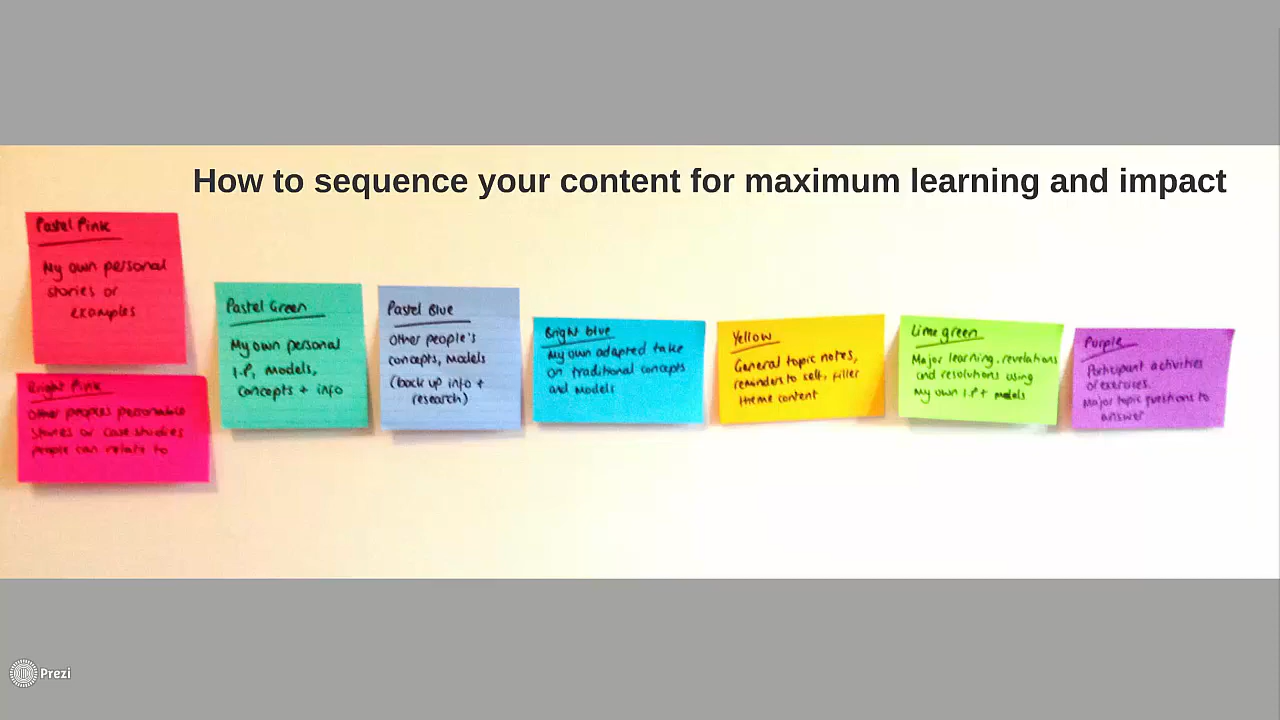 How to sequence your content for maximum learning and impact
Pastel Pink
My own personal
stories or
examples
Bright Pink
Other peoples personable
stories or case studies
people can relate to
Pastel Green
My own personal
I.P, models,
concepts + info
Pastel Blue
Other people's
concepts, models
(back up info +
research)
Bright blue
My own adapted take
on traditional concepts
and models
Yellow
General topic notes,
reminders to self, filler
theme content
Lime green
Major learning, revelations
and resolutions using
my own I.P + models
Purple
Participant activities
or exercises.
Major topic questions to
answer
Prezi